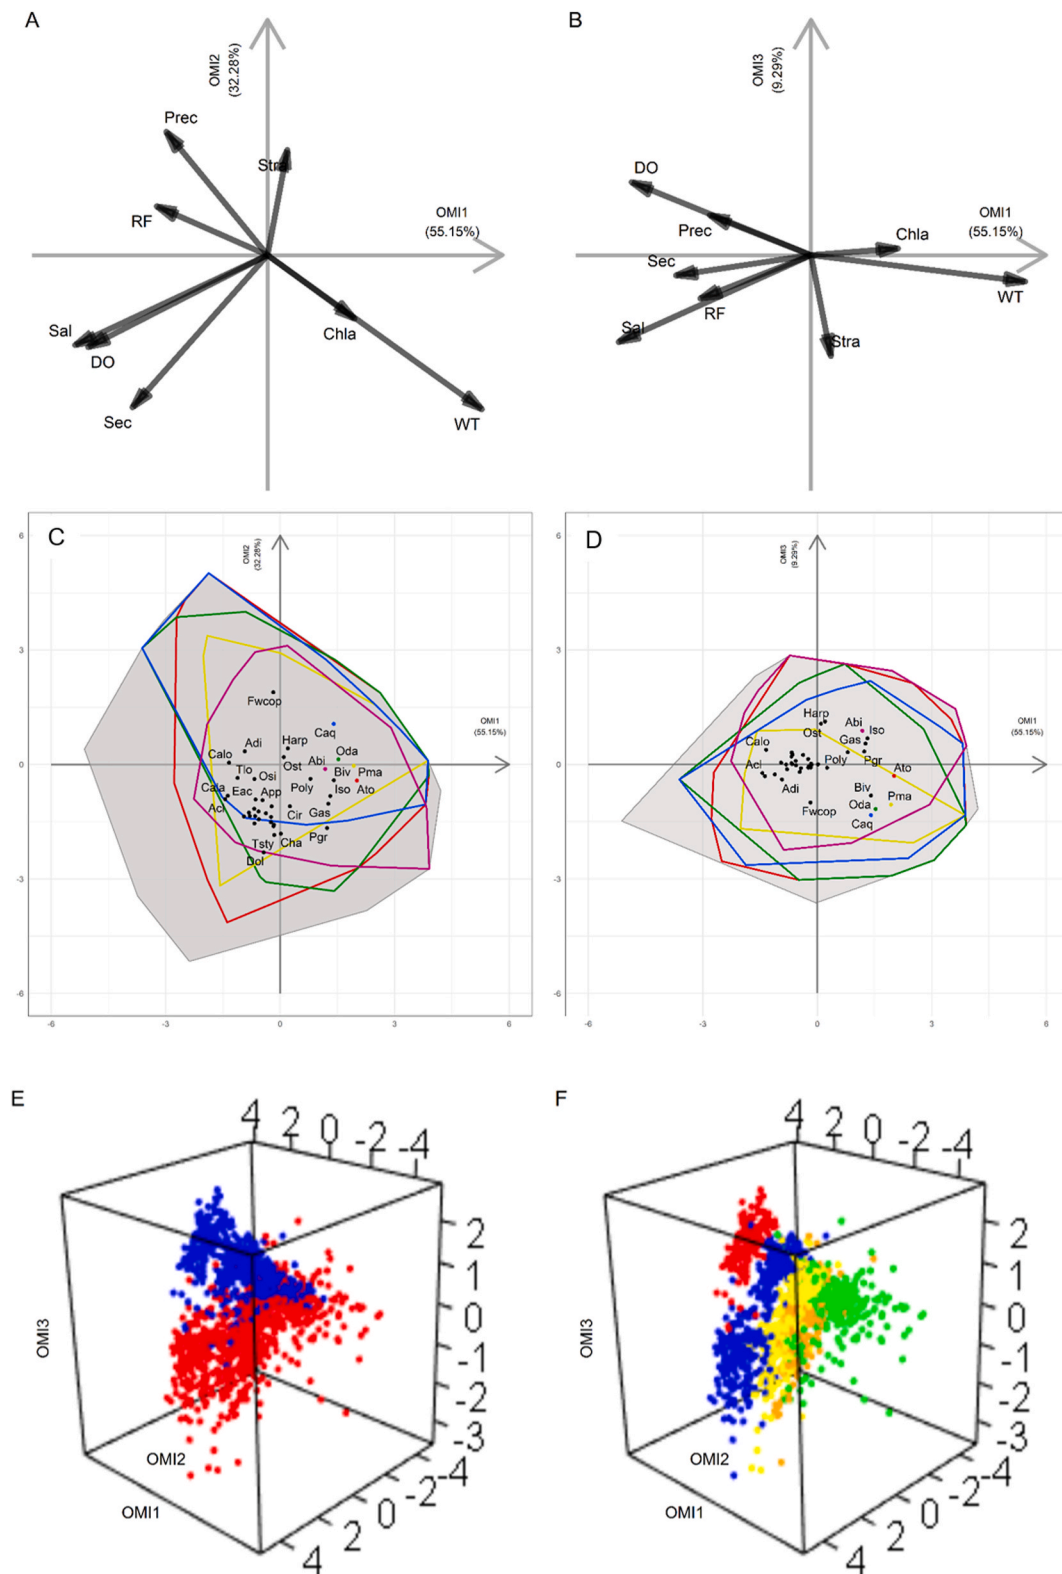 A
OMI2
(32.28%)
Prec
Stra
RF
OMI1
(55.15%)
Sal
DO
Chla
Sec
WT
B
OMI3
(9.29%)
DO
Prec
OMI1
(55.15%)
Chla
Sec
RF
WT
Sal
Stra
C
OMI2
(32.28%)
6
3
0
-3
-6
-3
0
3
6
OMI1
(55.15%)
Fwcop
Caq
Adi
Harp
Oda
Calo
Ost
Abi
Tlo
Osi
Biv
Pma
Cala
Eac
App
Poly
Iso
Ato
Acl
Cir
Gas
Tsty
Cha
Pgr
Dol
D
OMI3
(9.29%)
6
3
0
-3
-6
-3
0
3
6
OMI1
(55.15%)
Harp
Abi
Iso
Ost
Gas
Calo
Pgr
Acl
Poly
Ato
Adi
Biv
Pma
Fwcop
Oda
Caq
E
4 2 0 -2 -4
2
1
0
-1
-2
-3
OMI3
OMI2
OMI1
4 2 0 -2 -4
F
4 2 0 -2 -4
2
1
0
-1
-2
-3
OMI3
OMI2
OMI1
4 2 0 -2 -4